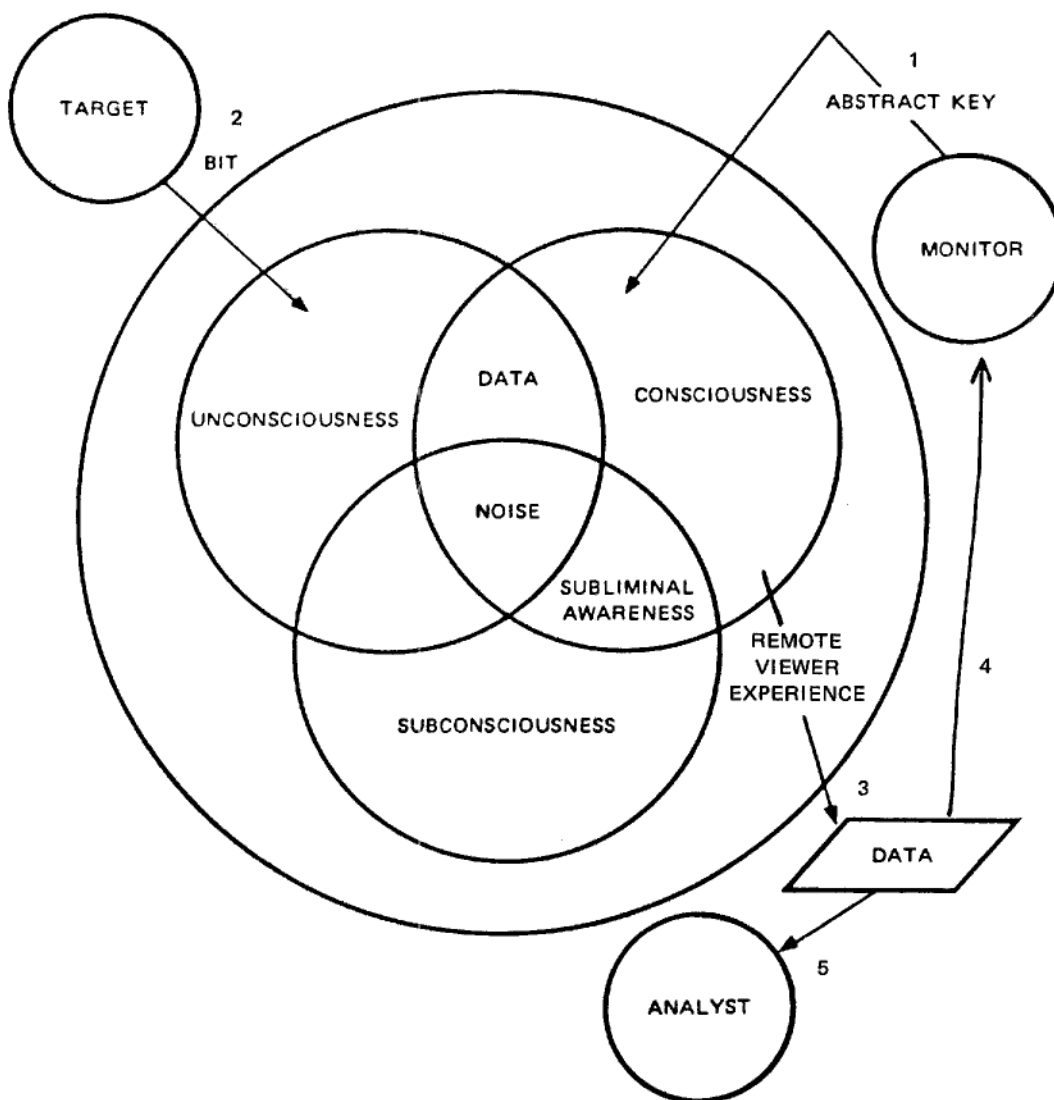 1
TARGET
2
ABSTRACT KEY
BIT
MONITOR
DATA
CONSCIOUSNESS
UNCONSCIOUSNESS
NOISE
SUBLIMINAL
AWARENESS
REMOTE
VIEWER
EXPERIENCE
4
SUBCONSCIOUSNESS
3
DATA
5
ANALYST